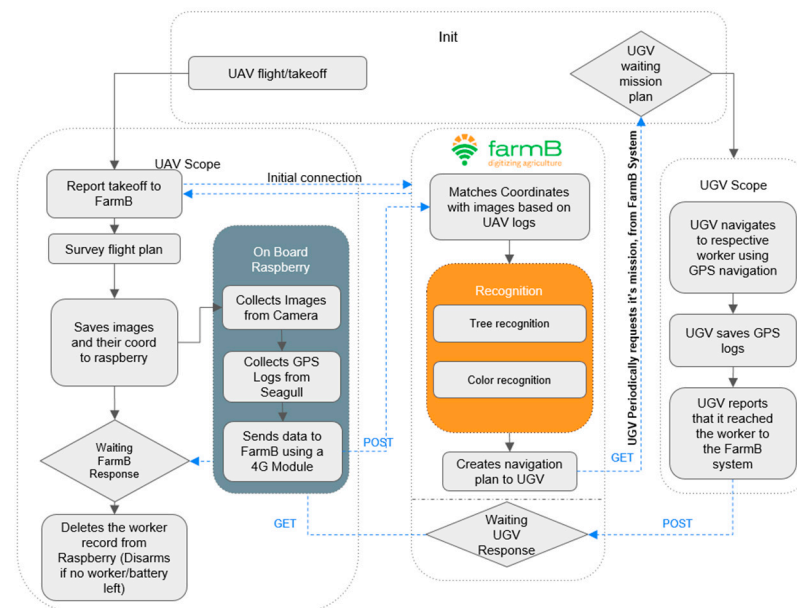 Init
UAV flight/takeoff
UGV
waiting
mission
plan
UAV Scope
Report takeoff to
FarmB
Initial connection
Survey flight plan
Saves images
and their coord
to raspberry
On Board
Raspberry
Collects Images
from Camera
Collects GPS
Logs from
Seagull
Sends data to
FarmB using a
4G Module
POST
Waiting
FarmB
Response
Deletes the worker
record from
Raspberry (Disarms
if no worker/battery
left)
GET
farmB
digitizing agriculture
Matches Coordinates
with images based on
UAV logs
Recognition
Tree recognition
Color recognition
Creates navigation
plan to UGV
GET
UGV Periodically requests it's mission, from FarmB System
Waiting
UGV
Response
POST
UGV Scope
UGV navigates
to respective
worker using
GPS navigation
UGV saves GPS
logs
UGV reports
that it reached
the worker to
the FarmB
system